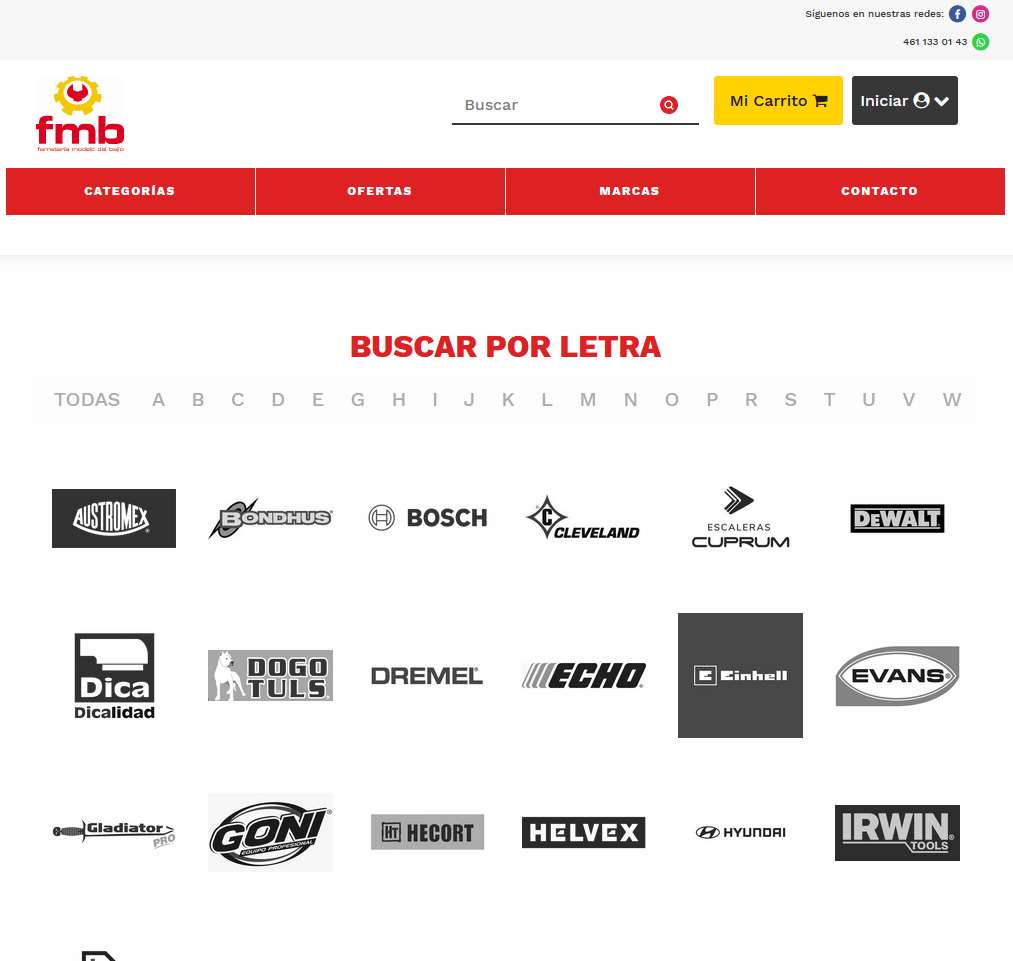 Síguenos en nuestras redes:
461 133 01 43
fmb
ferretería modelo del bajío
Buscar
Mi Carrito
Iniciar
CATEGORÍAS OFERTAS MARCAS CONTACTO
BUSCAR POR LETRA
TODAS A B C D E G H I J K L M N O P R S T U V W
AUSTROMEX
BONDHUS
BOSCH
C
CLEVELAND
ESCALERAS
CUPRUM
DEWALT
Dica
Dicalidad
DOGO
TULS
DREMEL
ECHO
E Einhell
EVANS
Gladiator
PRO
GONI
EQUIPO PROFESIONAL
HT HECORT
HELVEX
HYUNDAI
IRWIN
TOOLS